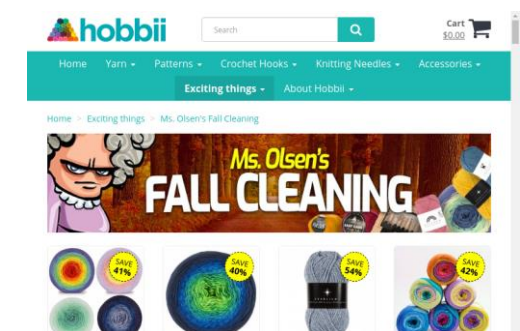 hobbii
Search
Cart
$0.00
Home Yarn Patterns Crochet Hooks Knitting Needles Accessories
Exciting things About Hobbii
Home > Exciting things > Ms. Olsen's Fall Cleaning
Ms. Olsen's
FALL CLEANING
SAVE
41%
SAVE
40%
SAVE
54%
SAVE
42%